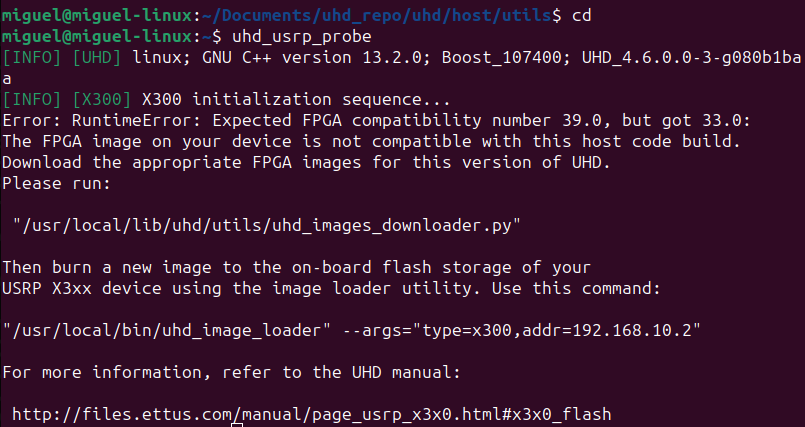 miguel@miguel-linux:~/Documents/uhd_repo/uhd/host/utils$ cd
miguel@miguel-linux:~$ uhd_usrp_probe
[INFO] [UHD] linux; GNU C++ version 13.2.0; Boost_107400; UHD_4.6.0.0-3-g080b1ba
a
[INFO] [X300] X300 initialization sequence...
Error: RuntimeError: Expected FPGA compatibility number 39.0, but got 33.0:
The FPGA image on your device is not compatible with this host code build.
Download the appropriate FPGA images for this version of UHD.
Please run:
"/usr/local/lib/uhd/utils/uhd_images_downloader.py"
Then burn a new image to the on-board flash storage of your
USRP X3xx device using the image loader utility. Use this command:
"/usr/local/bin/uhd_image_loader" --args="type=x300,addr=192.168.10.2"
For more information, refer to the UHD manual:
http://files.ettus.com/manual/page_usrp_x3x0.html#x3x0_flash